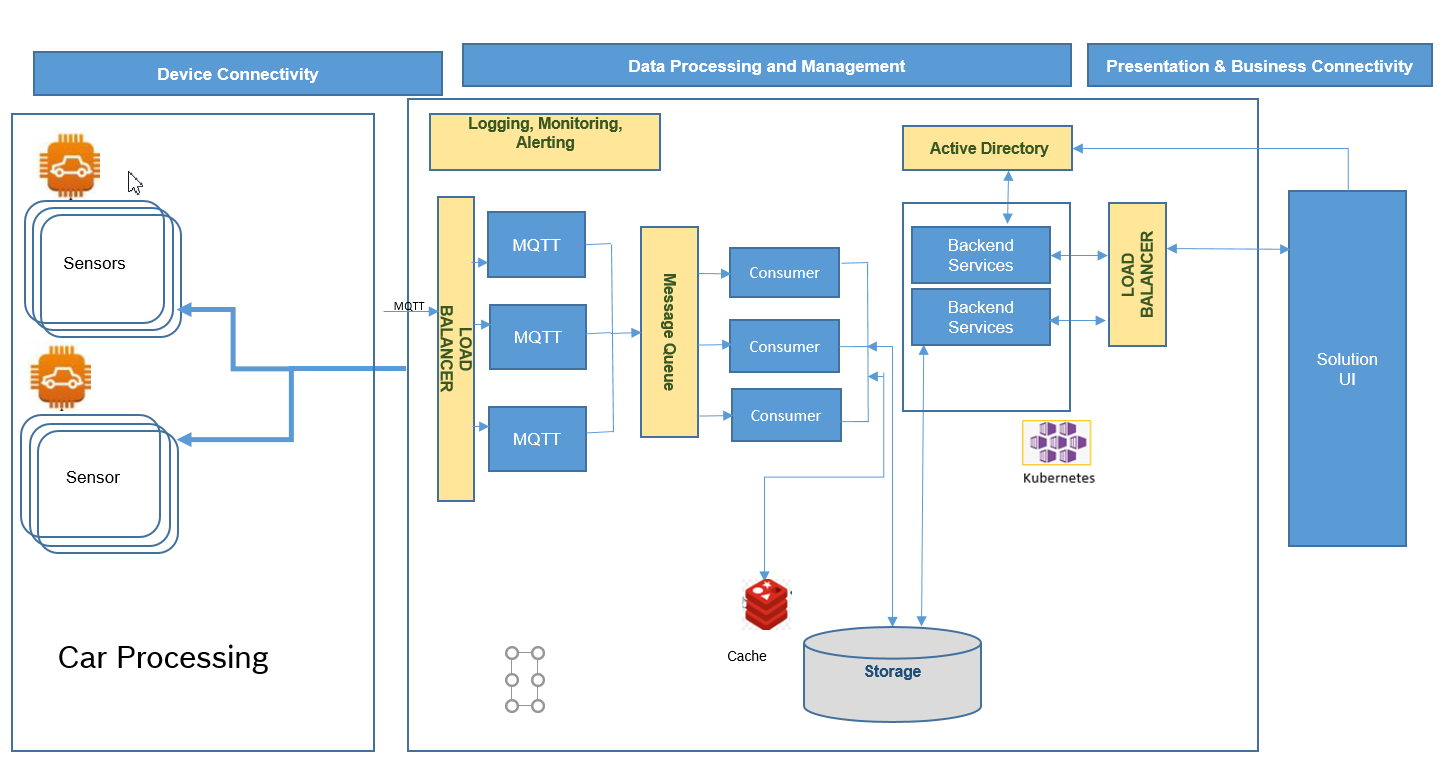 Device Connectivity
Data Processing and Management
Presentation & Business Connectivity
Sensors
Sensor
Car Processing
MQTT
Logging, Monitoring,
Alerting
LOAD
BALANCER
MQTT
MQTT
MQTT
Message Queue
Consumer
Consumer
Consumer
Cache
Storage
Active Directory
Backend
Services
Backend
Services
Kubernetes
LOAD
BALANCER
Solution
UI